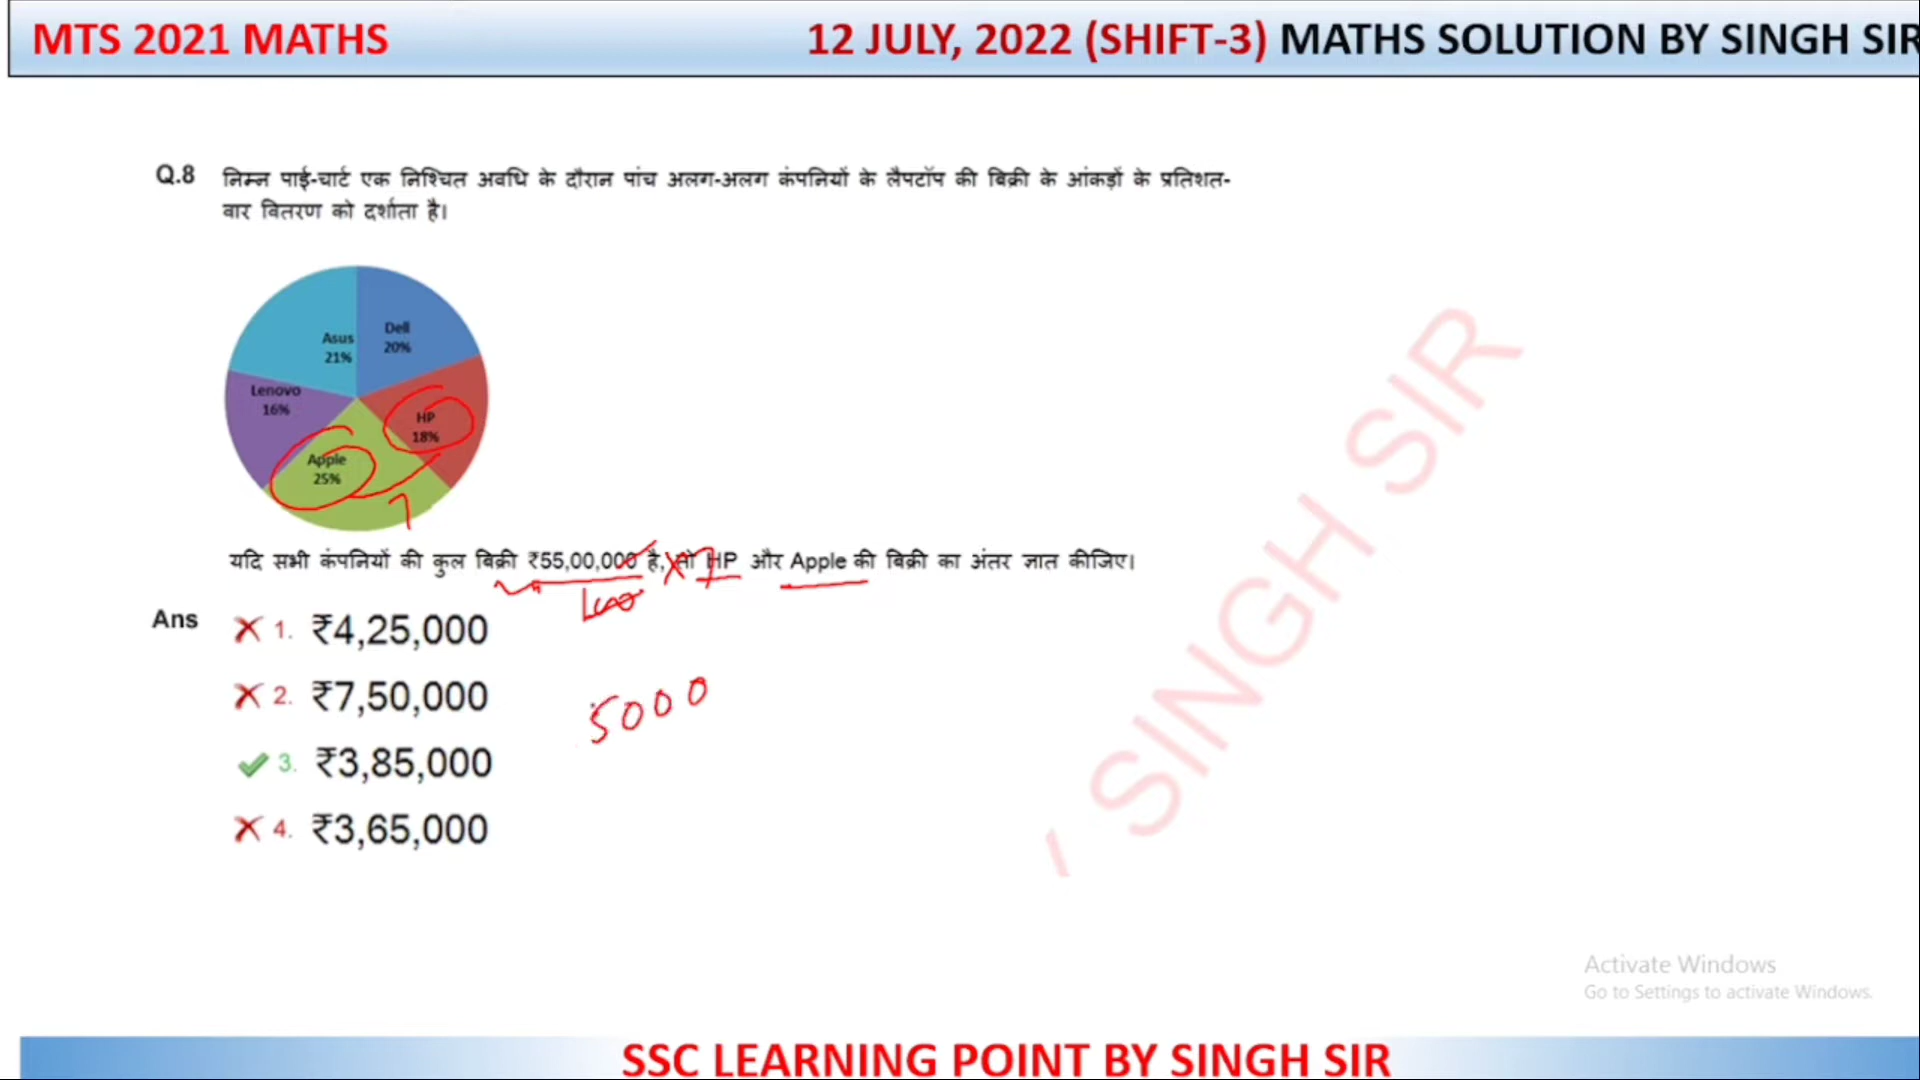 MTS 2021 MATHS
12 JULY, 2022 (SHIFT-3) MATHS SOLUTION BY SINGH SIR
Q.8 निम्न पाई-चार्ट एक निश्चित अवधि के दौरान पांच अलग-अलग कंपनियों के लैपटॉप की बिक्री के आंकड़ों के प्रतिशत-
वार वितरण को दर्शाता है।
Dell
20%
Asus
21%
Lenovo
16%
HP
18%
Apple
25%
7
यदि सभी कंपनियों की कुल बिक्री ₹55,00,000 है, तो HP और Apple की बिक्री का अंतर ज्ञात कीजिए।
×7
100
Ans
1. ₹4,25,000
2. ₹7,50,000
3. ₹3,85,000
4. ₹3,65,000
5000
SINGH SIR
Activate Windows
Go to Settings to activate Windows.
SSC LEARNING POINT BY SINGH SIR